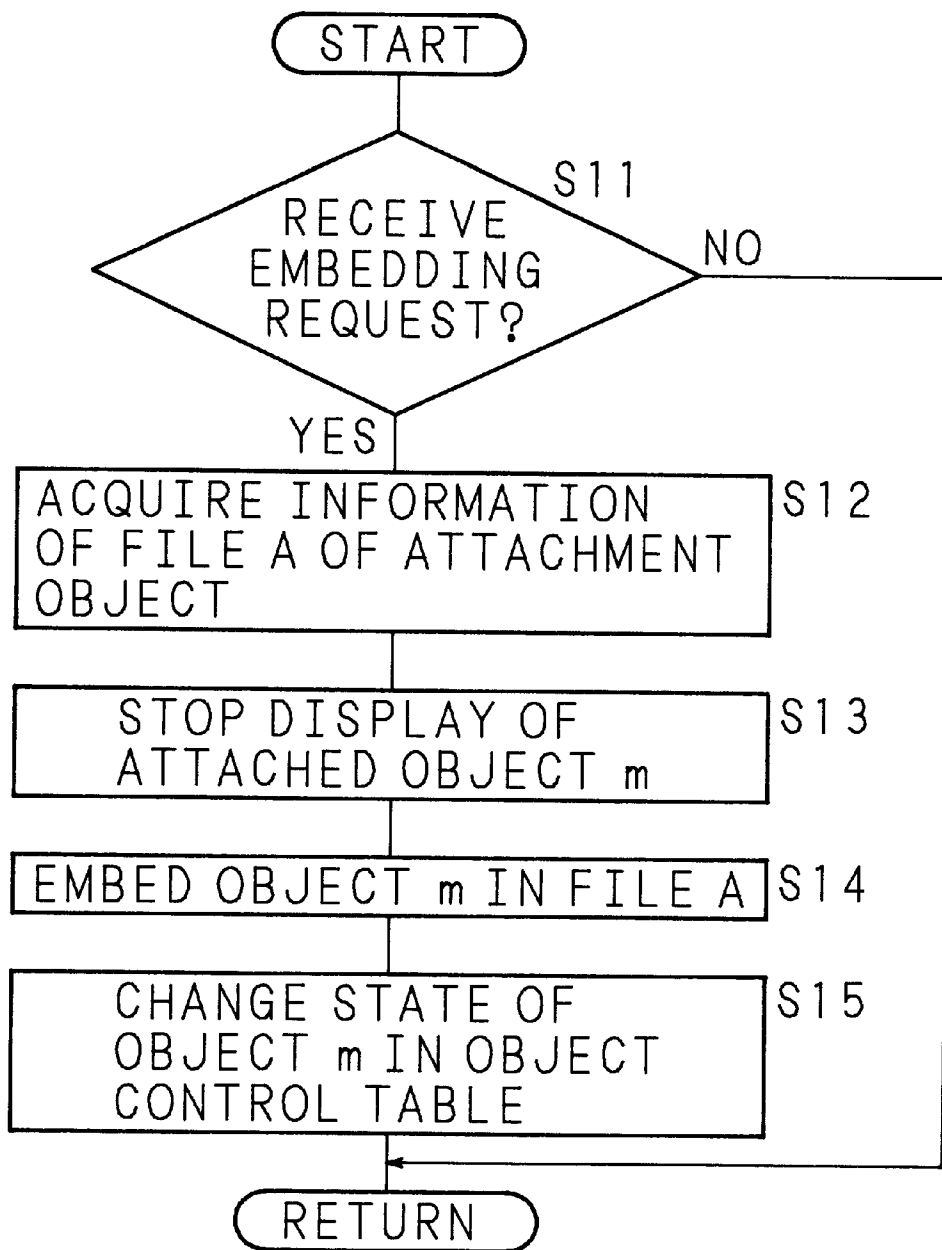 START
S11
RECEIVE
EMBEDDING
REQUEST?
NO
YES
ACQUIRE INFORMATION
OF FILE A OF ATTACHMENT
OBJECT
S12
STOP DISPLAY OF
ATTACHED OBJECT m
S13
EMBED OBJECT m IN FILE A
S14
CHANGE STATE OF
OBJECT m IN OBJECT
CONTROL TABLE
S15
RETURN